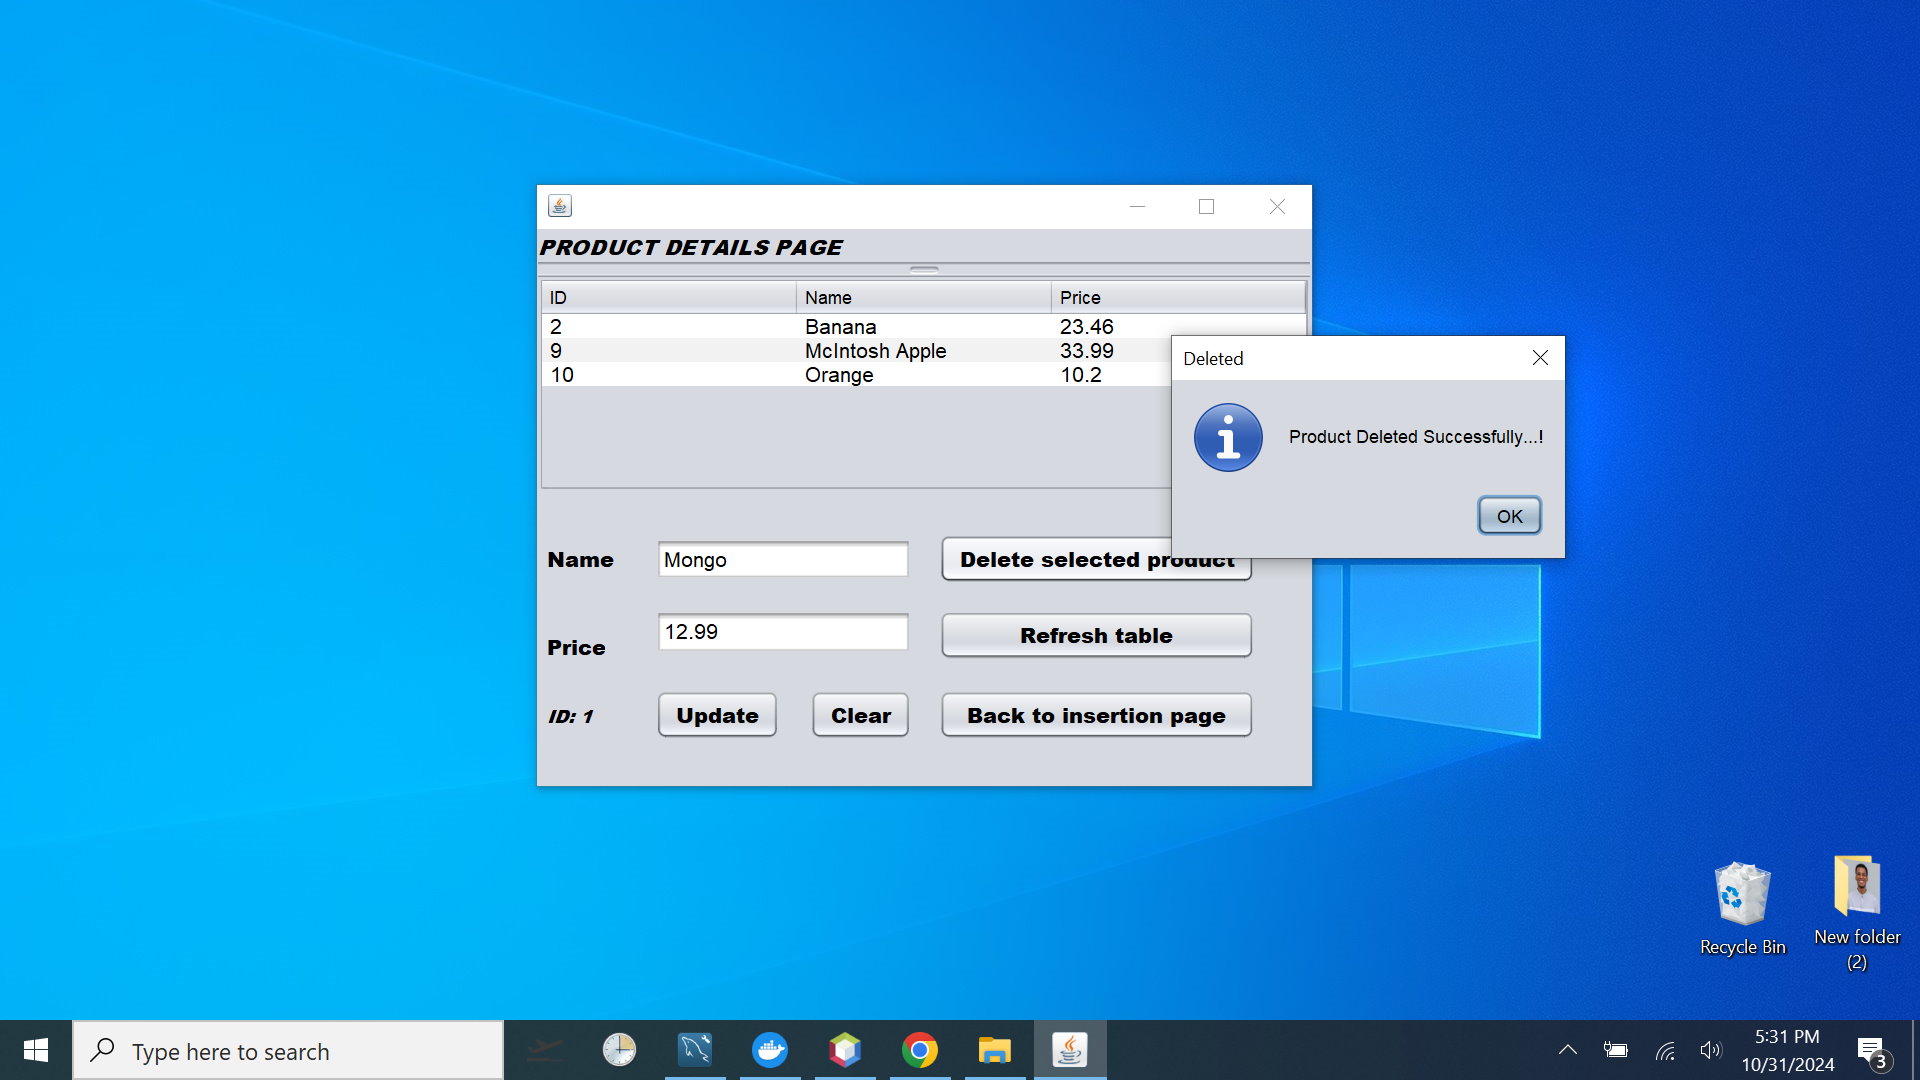 PRODUCT DETAILS PAGE
ID Name Price
2 Banana 23.46
9 McIntosh Apple 33.99
10 Orange 10.2
Deleted
Product Deleted Successfully...!
OK
Name Mongo Delete selected product
Price 12.99 Refresh table
ID: 1 Update Clear Back to insertion page
Recycle Bin
New folder
(2)
Type here to search
5:31 PM
10/31/2024
3